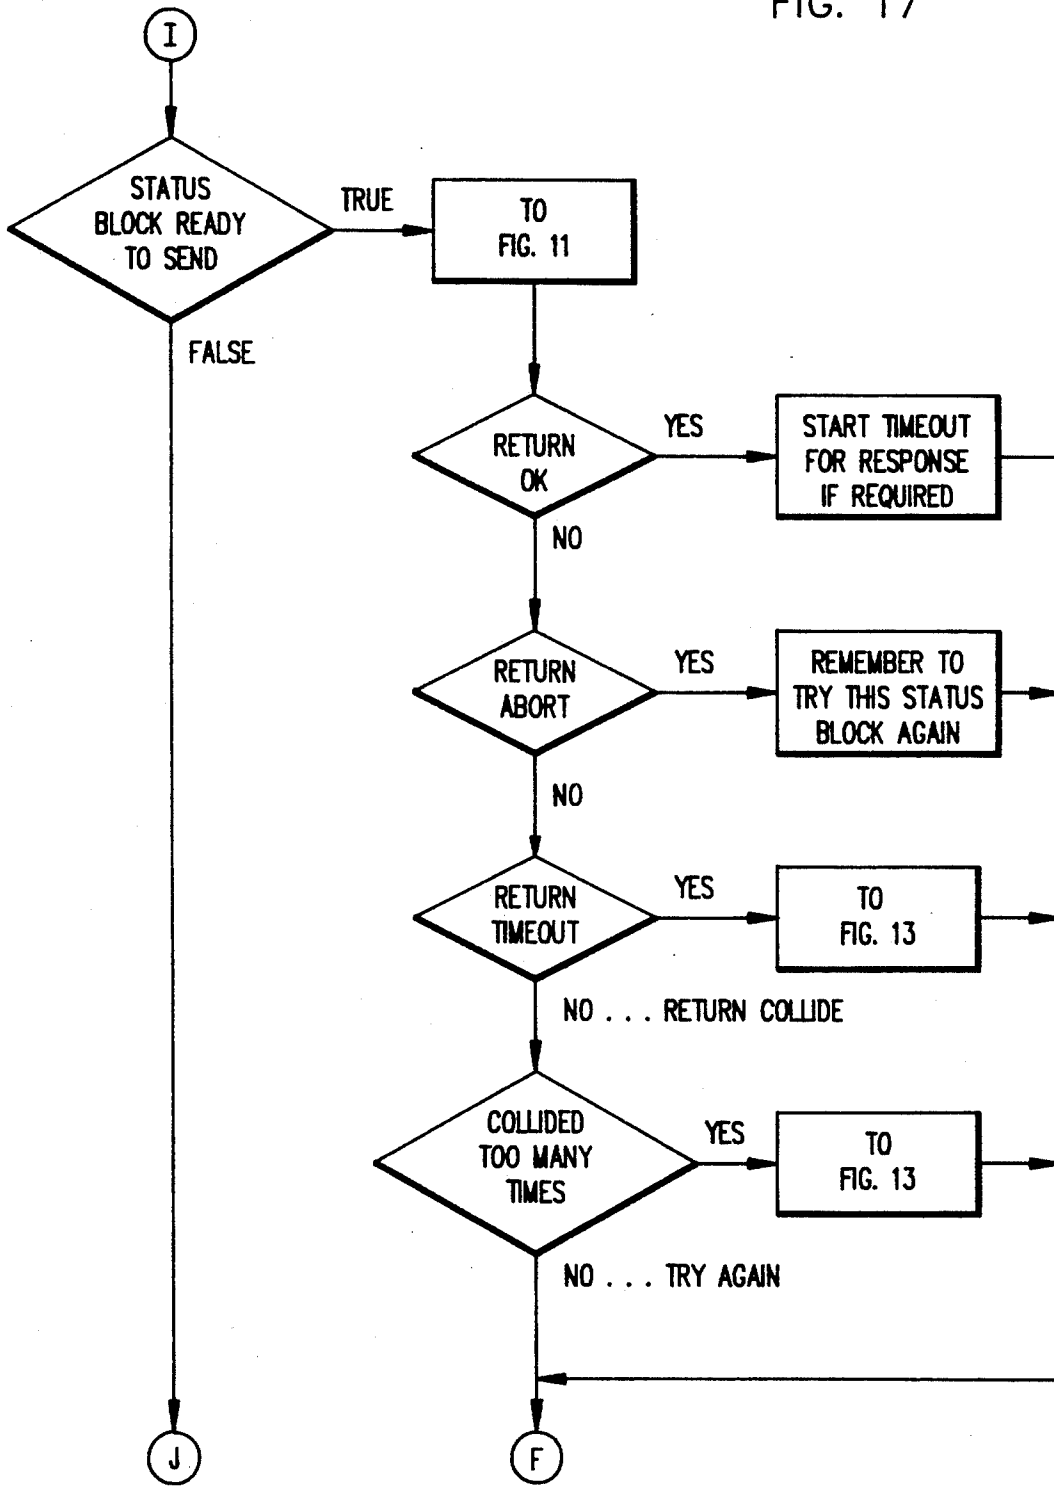 FIG. 17
I
STATUS
BLOCK READY
TO SEND
TRUE
TO
FIG. 11
FALSE
RETURN
OK
YES
START TIMEOUT
FOR RESPONSE
IF REQUIRED
NO
RETURN
ABORT
YES
REMEMBER TO
TRY THIS STATUS
BLOCK AGAIN
NO
RETURN
TIMEOUT
YES
TO
FIG. 13
NO . . . RETURN COLLIDE
COLLIDED
TOO MANY
TIMES
YES
TO
FIG. 13
NO . . . TRY AGAIN
J
F